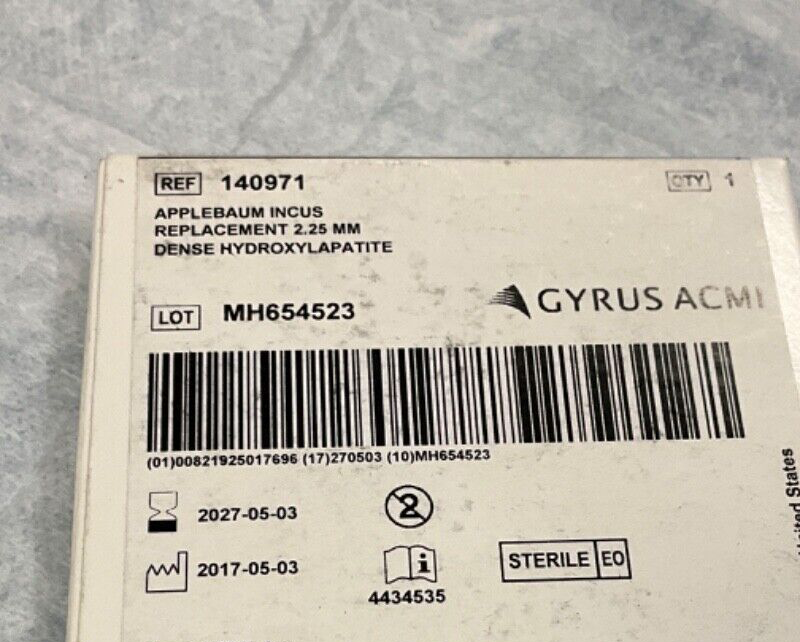 REF 140971
QTY 1
APPLEBAUM INCUS
REPLACEMENT 2.25 MM
DENSE HYDROXYLAPATITE
LOT MH654523
GYRUS ACMI
(01)00821925017696 (17)270503 (10)MH654523
2027-05-03
2
2017-05-03
i
4434535
STERILE EO
United States